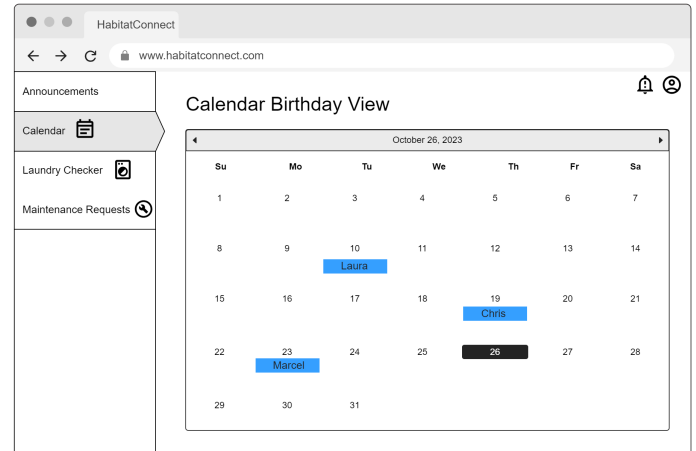 HabitatConnect
www.habitatconnect.com
Announcements
Calendar
Laundry Checker
Maintenance Requests
Calendar Birthday View
October 26, 2023
Su Mo Tu We Th Fr Sa
1 2 3 4 5 6 7
8 9 10 11 12 13 14
Laura
15 16 17 18 19 20 21
Chris
22 23 24 25 26 27 28
Marcel
29 30 31